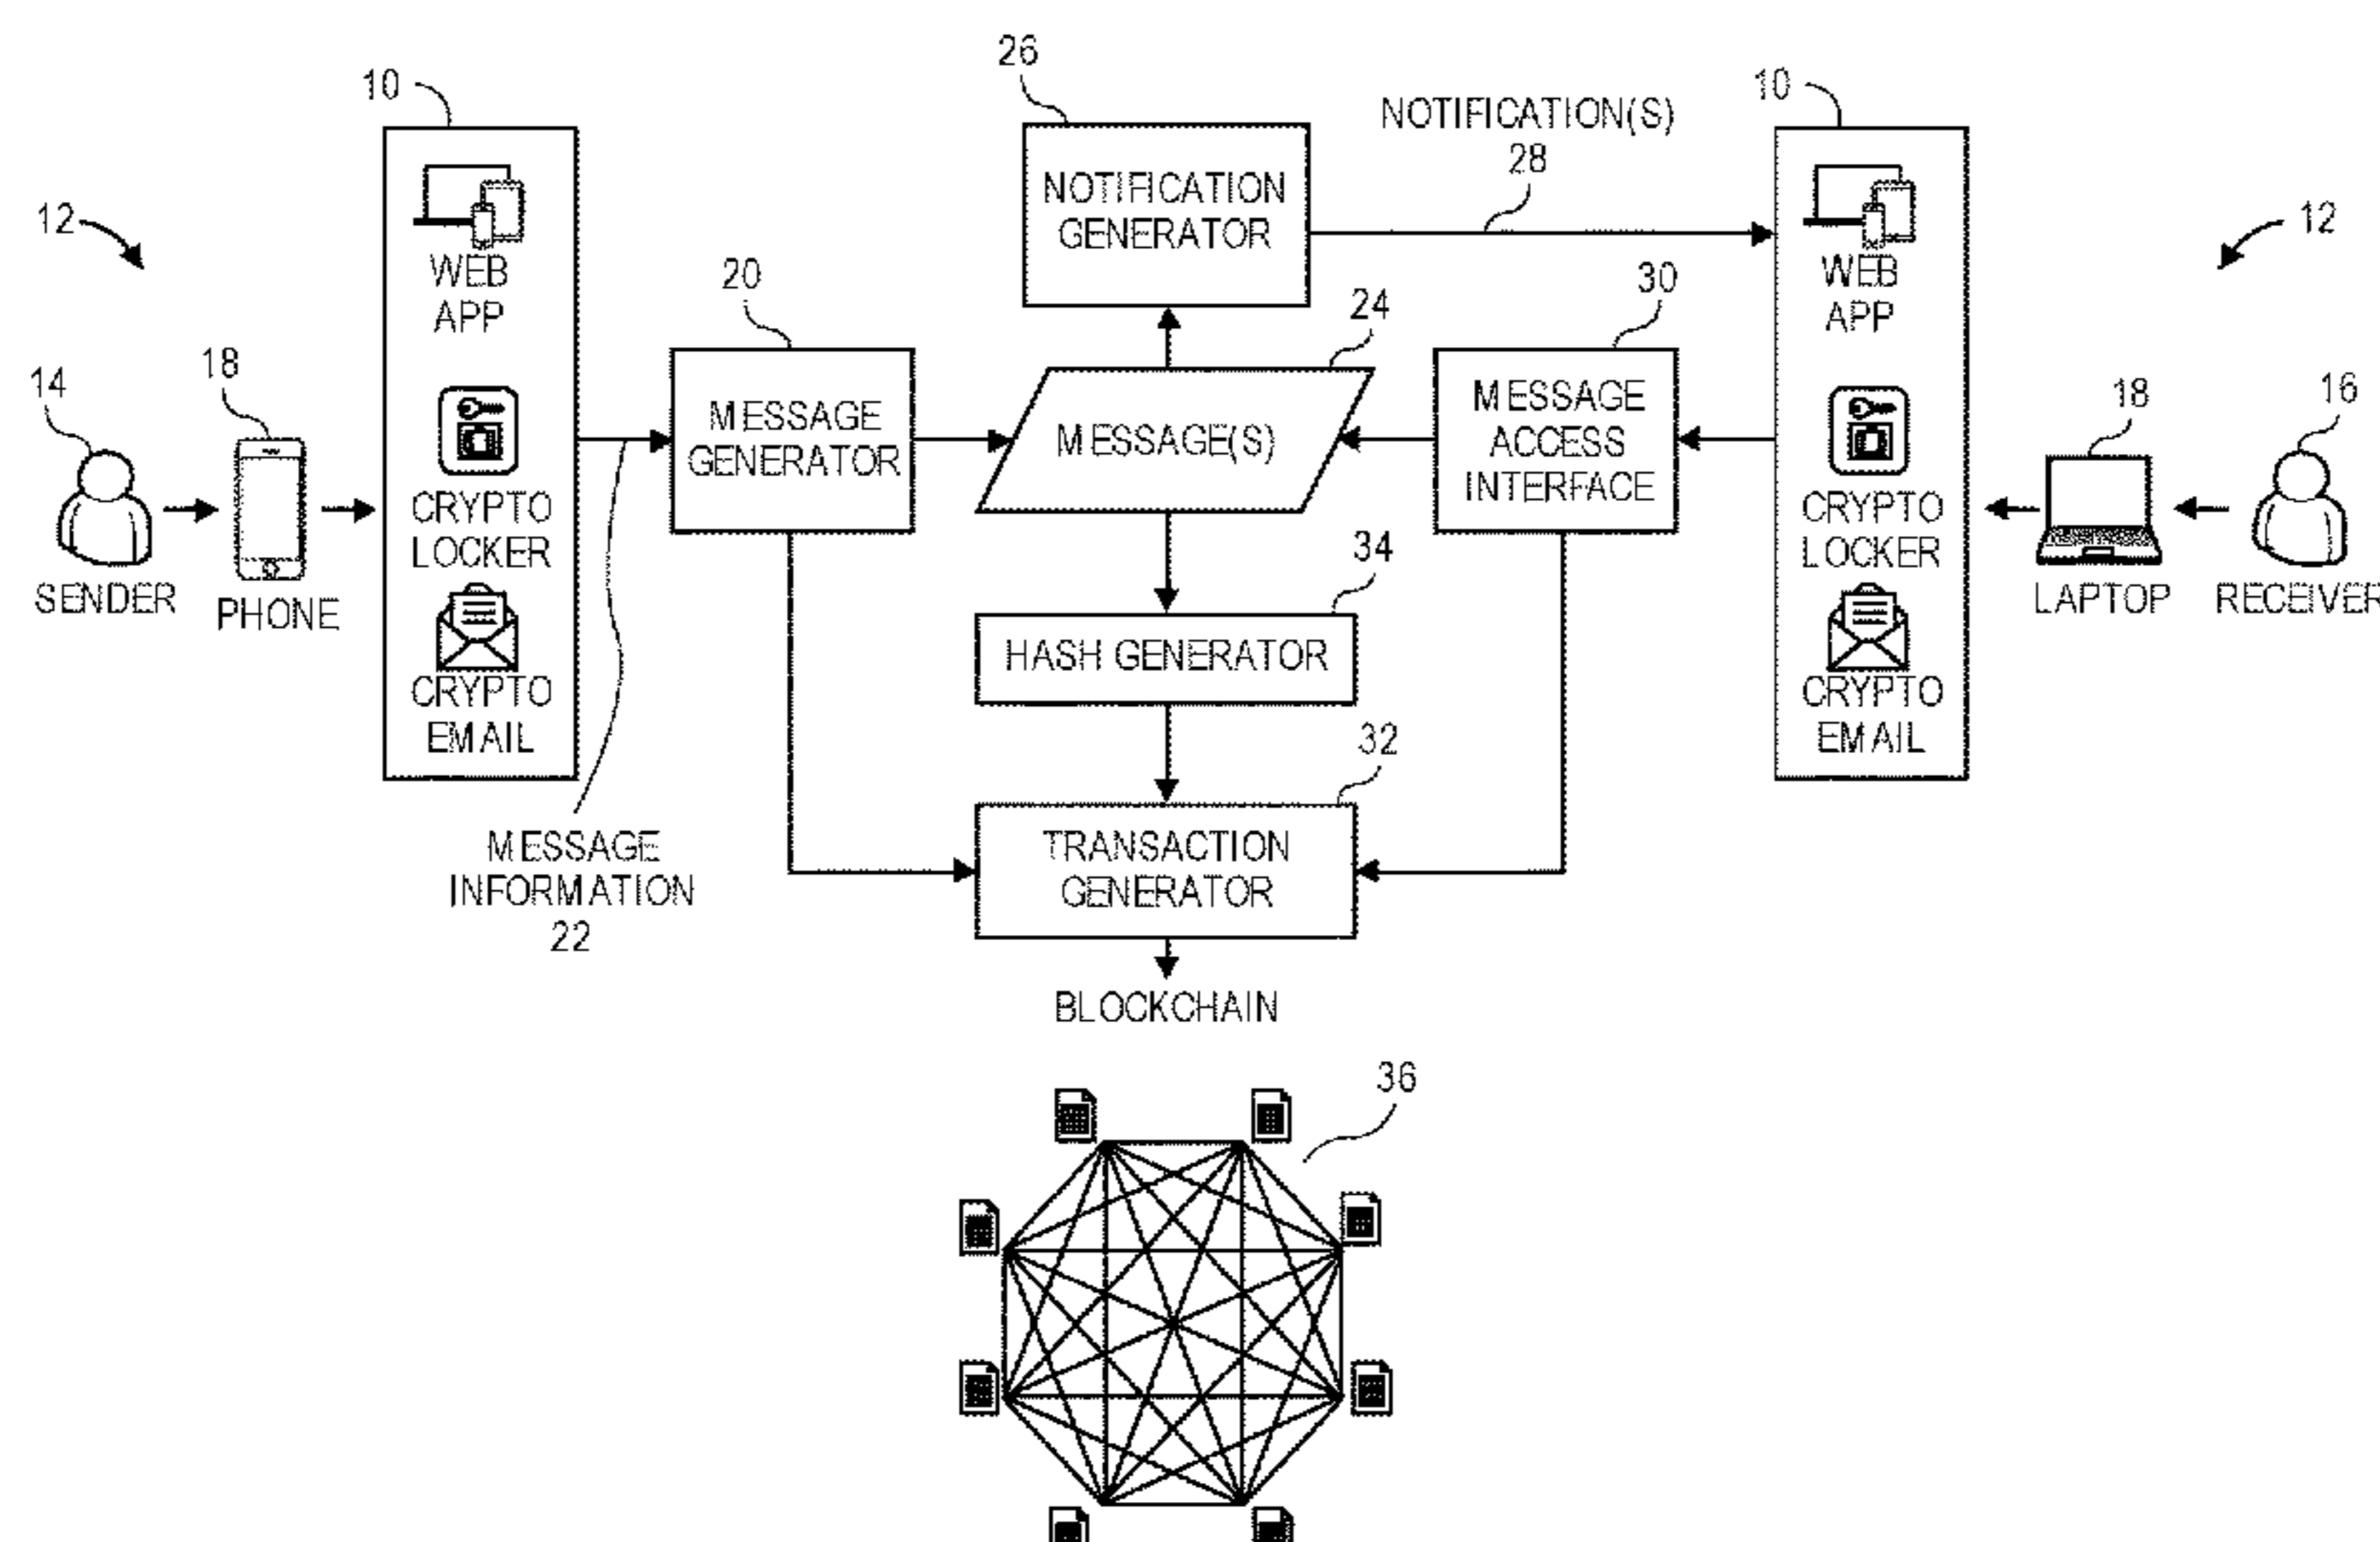 26
10
NOTIFICATION(S)
28
10
NOTIFICATION
GENERATOR
12
12
WEB
APP
WEB
APP
20
24
30
14
18
18
16
MESSAGE
GENERATOR
MESSAGE(S)
MESSAGE
ACCESS
INTERFACE
CRYPTO
LOCKER
CRYPTO
LOCKER
SENDER
PHONE
LAPTOP
RECEIVER
34
HASH GENERATOR
CRYPTO
EMAIL
CRYPTO
EMAIL
32
MESSAGE
INFORMATION
22
TRANSACTION
GENERATOR
BLOCKCHAIN
36